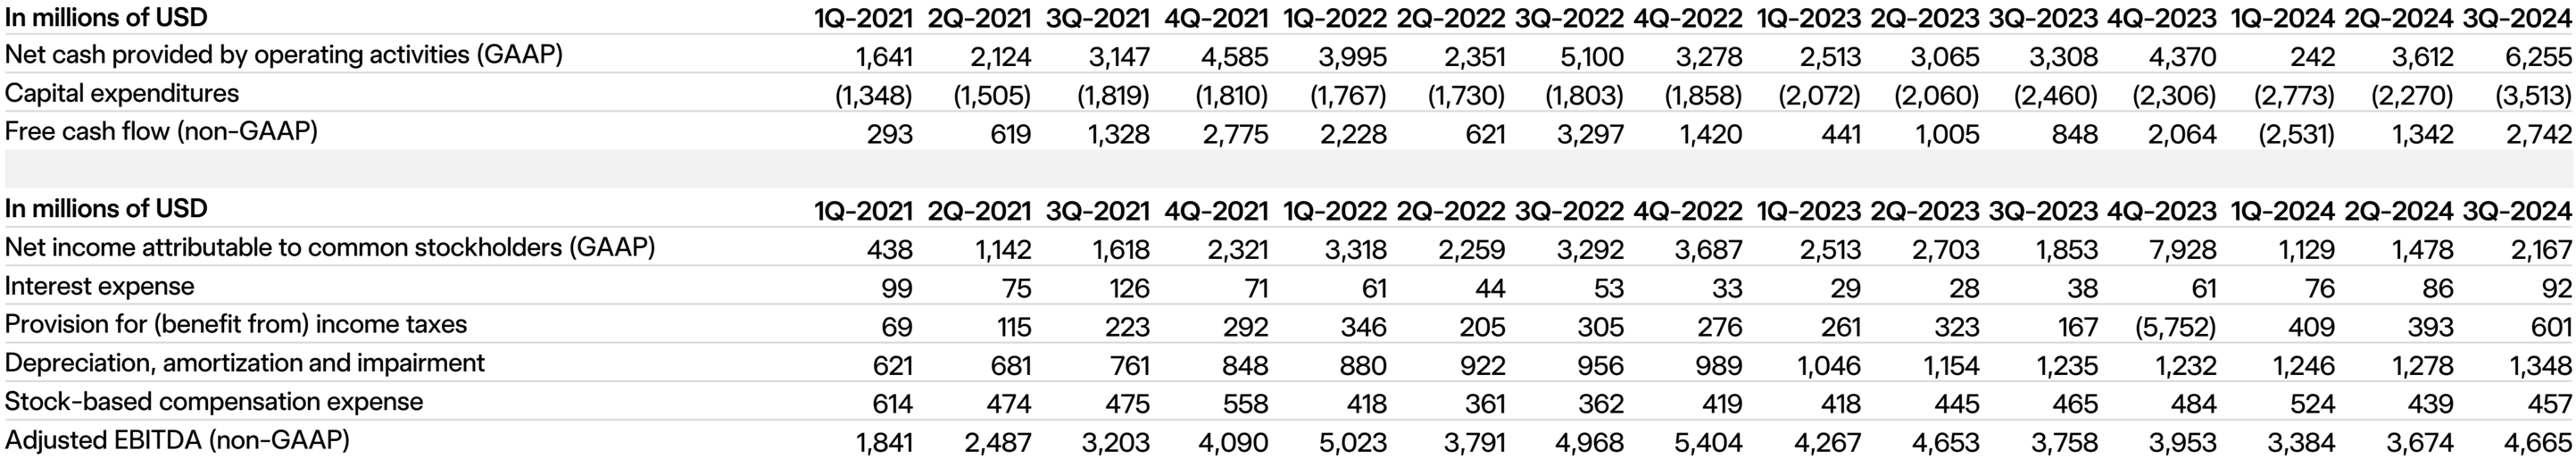 In millions of USD 1Q-2021 2Q-2021 3Q-2021 4Q-2021 1Q-2022 2Q-2022 3Q-2022 4Q-2022 1Q-2023 2Q-2023 3Q-2023 4Q-2023 1Q-2024 2Q-2024 3Q-2024
Net cash provided by operating activities (GAAP) 1,641 2,124 3,147 4,585 3,995 2,351 5,100 3,278 2,513 3,065 3,308 4,370 242 3,612 6,255
Capital expenditures (1,348) (1,505) (1,819) (1,810) (1,767) (1,730) (1,803) (1,858) (2,072) (2,060) (2,460) (2,306) (2,773) (2,270) (3,513)
Free cash flow (non-GAAP) 293 619 1,328 2,775 2,228 621 3,297 1,420 441 1,005 848 2,064 (2,531) 1,342 2,742
In millions of USD 1Q-2021 2Q-2021 3Q-2021 4Q-2021 1Q-2022 2Q-2022 3Q-2022 4Q-2022 1Q-2023 2Q-2023 3Q-2023 4Q-2023 1Q-2024 2Q-2024 3Q-2024
Net income attributable to common stockholders (GAAP) 438 1,142 1,618 2,321 3,318 2,259 3,292 3,687 2,513 2,703 1,853 7,928 1,129 1,478 2,167
Interest expense 99 75 126 71 61 44 53 33 29 28 38 61 76 86 92
Provision for (benefit from) income taxes 69 115 223 292 346 205 305 276 261 323 167 (5,752) 409 393 601
Depreciation, amortization and impairment 621 681 761 848 880 922 956 989 1,046 1,154 1,235 1,232 1,246 1,278 1,348
Stock-based compensation expense 614 474 475 558 418 361 362 419 418 445 465 484 524 439 457
Adjusted EBITDA (non-GAAP) 1,841 2,487 3,203 4,090 5,023 3,791 4,968 5,404 4,267 4,653 3,758 3,953 3,384 3,674 4,665